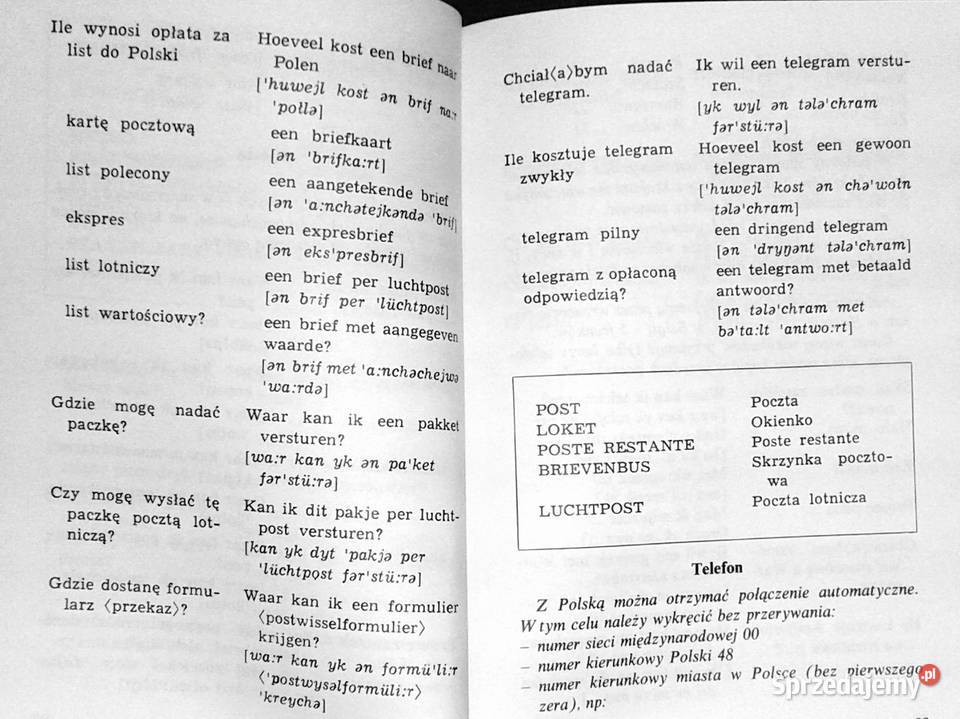 Ile wynosi opłata za
list do Polski
Hoeveel kost een brief naar
Polen
['huwejl kost ən brif na:r
'pollə]
kartę pocztową
een briefkaart
[ən 'brifka:rt]
list polecony
een aangetekende brief
[ən 'a:nchətejkəndə 'brif]
ekspres
een expresbrief
[ən eks'presbrif]
list lotniczy
een brief per luchtpost
[ən brif per 'lüchtpost]
list wartościowy?
een brief met aangegeven
waarde?
[ən brif met 'a:nchəchejwə
'wa:rdə]
Gdzie mogę nadać
paczkę?
Waar kan ik een pakket
versturen?
[wa:r kan yk ən pa'ket
fər'stü:rə]
Czy mogę wysłać tę
paczkę pocztą lot-
niczą?
Kan ik dit pakje per lucht-
post versturen?
[kan yk dyt 'pakjə per
'lüchtpost fər'stü:rə]
Gdzie dostanę formu-
larz ⟨przekaz⟩?
Waar kan ik een formulier
⟨postwisselformulier⟩
krijgen?
[wa:r kan yk ən formü'li:r
⟨'postwysəlformüli:r⟩
'kreychə]
Chciał⟨a⟩bym nadać
telegram.
Ik wil een telegram verstu-
ren.
[yk wyl ən tələ'chram
fər'stü:rə]
Ile kosztuje telegram
zwykły
Hoeveel kost een gewoon
telegram
['huwejl kost ən chə'wołn
tələ'chram]
telegram pilny
een dringend telegram
[ən 'dryŋənt tələ'chram]
telegram z opłaconą
odpowiedzią?
een telegram met betaald
antwoord?
[ən tələ'chram met
bə'ta:lt 'antwo:rt]
POST Poczta
LOKET Okienko
POSTE RESTANTE Poste restante
BRIEVENBUS Skrzynka poczto-
wa
LUCHTPOST Poczta lotnicza
Telefon
Z Polską można otrzymać połączenie automatyczne.
W tym celu należy wykręcić bez przerywania:
– numer sieci międzynarodowej 00
– numer kierunkowy Polski 48
– numer kierunkowy miasta w Polsce (bez pierwszego
zera), np:
Sprzedajemy.pl